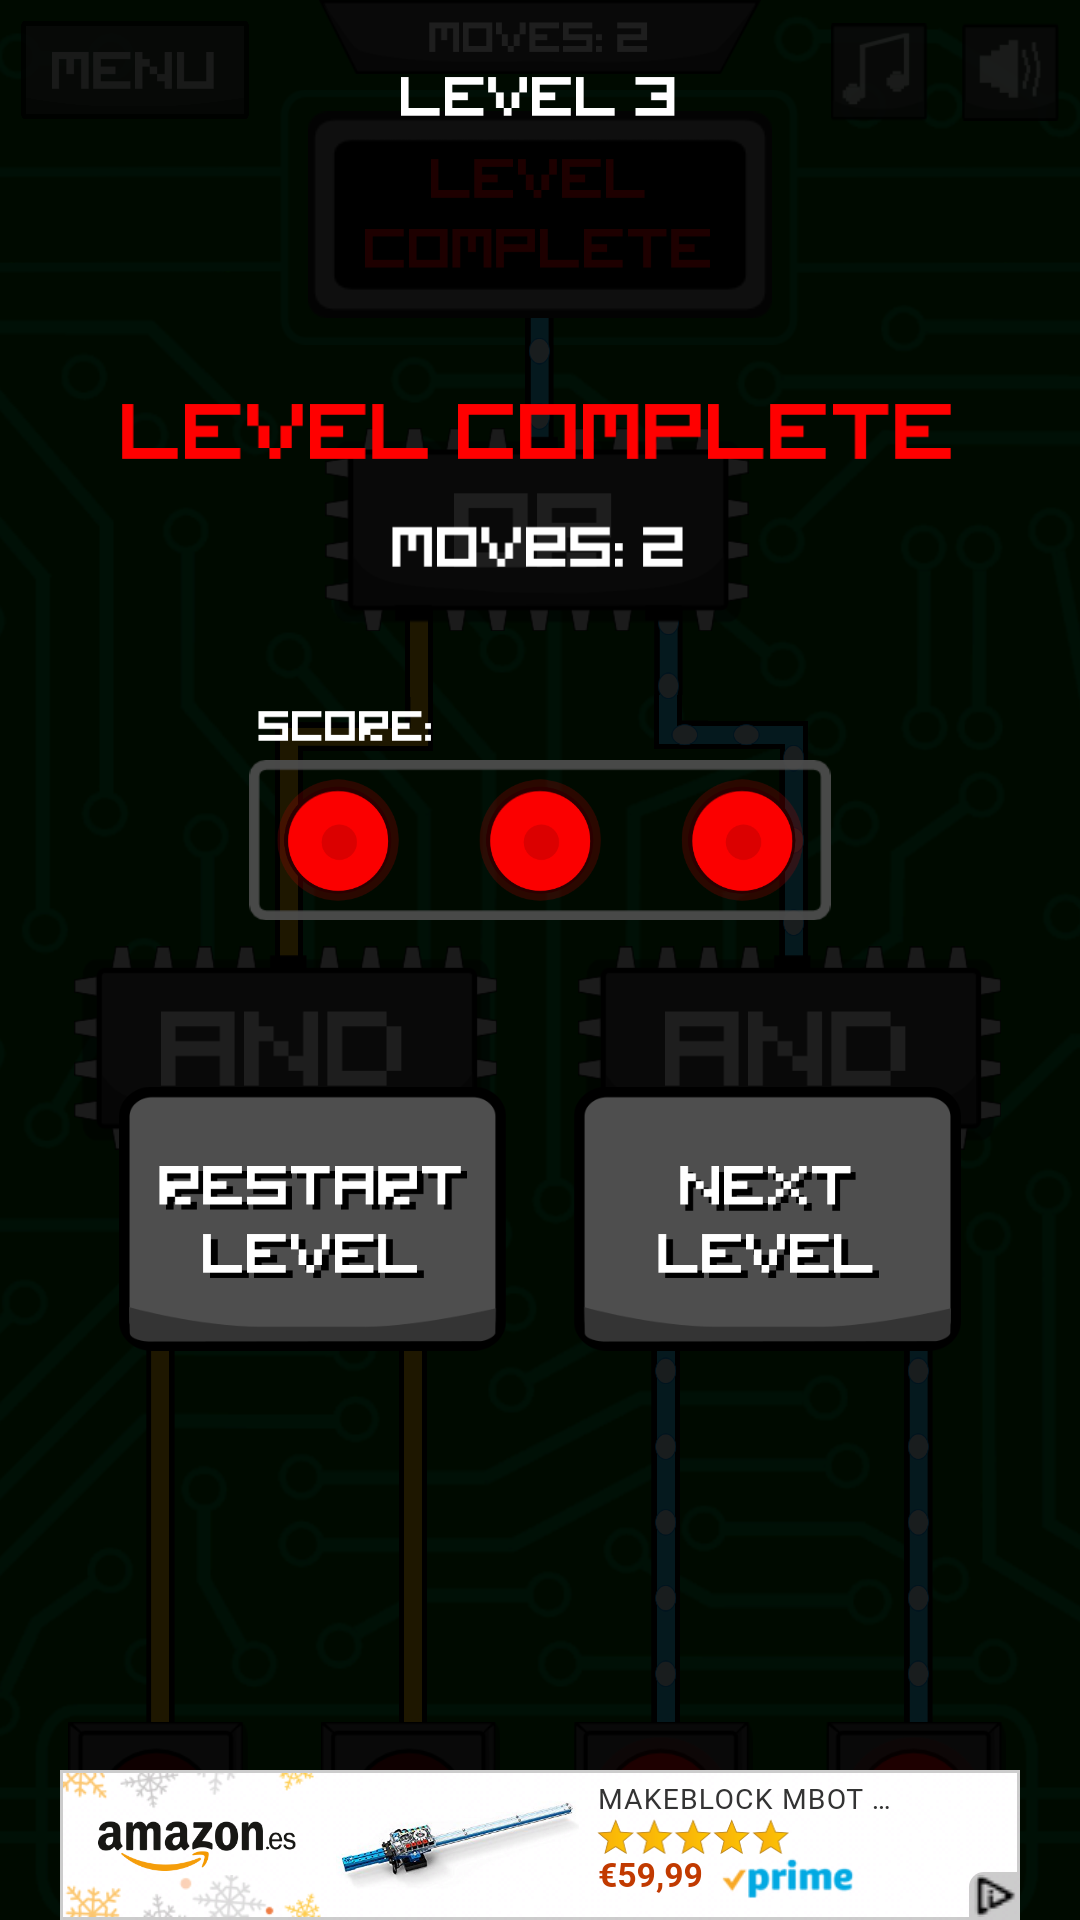 MOVES: 2
MENU
LEVEL 3
LEVEL
COMPLETE
LEVEL COMPLETE
OR
MOVES: 2
SCORE:
AND AND
RESTART
LEVEL
NEXT
LEVEL
amazon.es
MAKEBLOCK MBOT ...
€59,99 prime